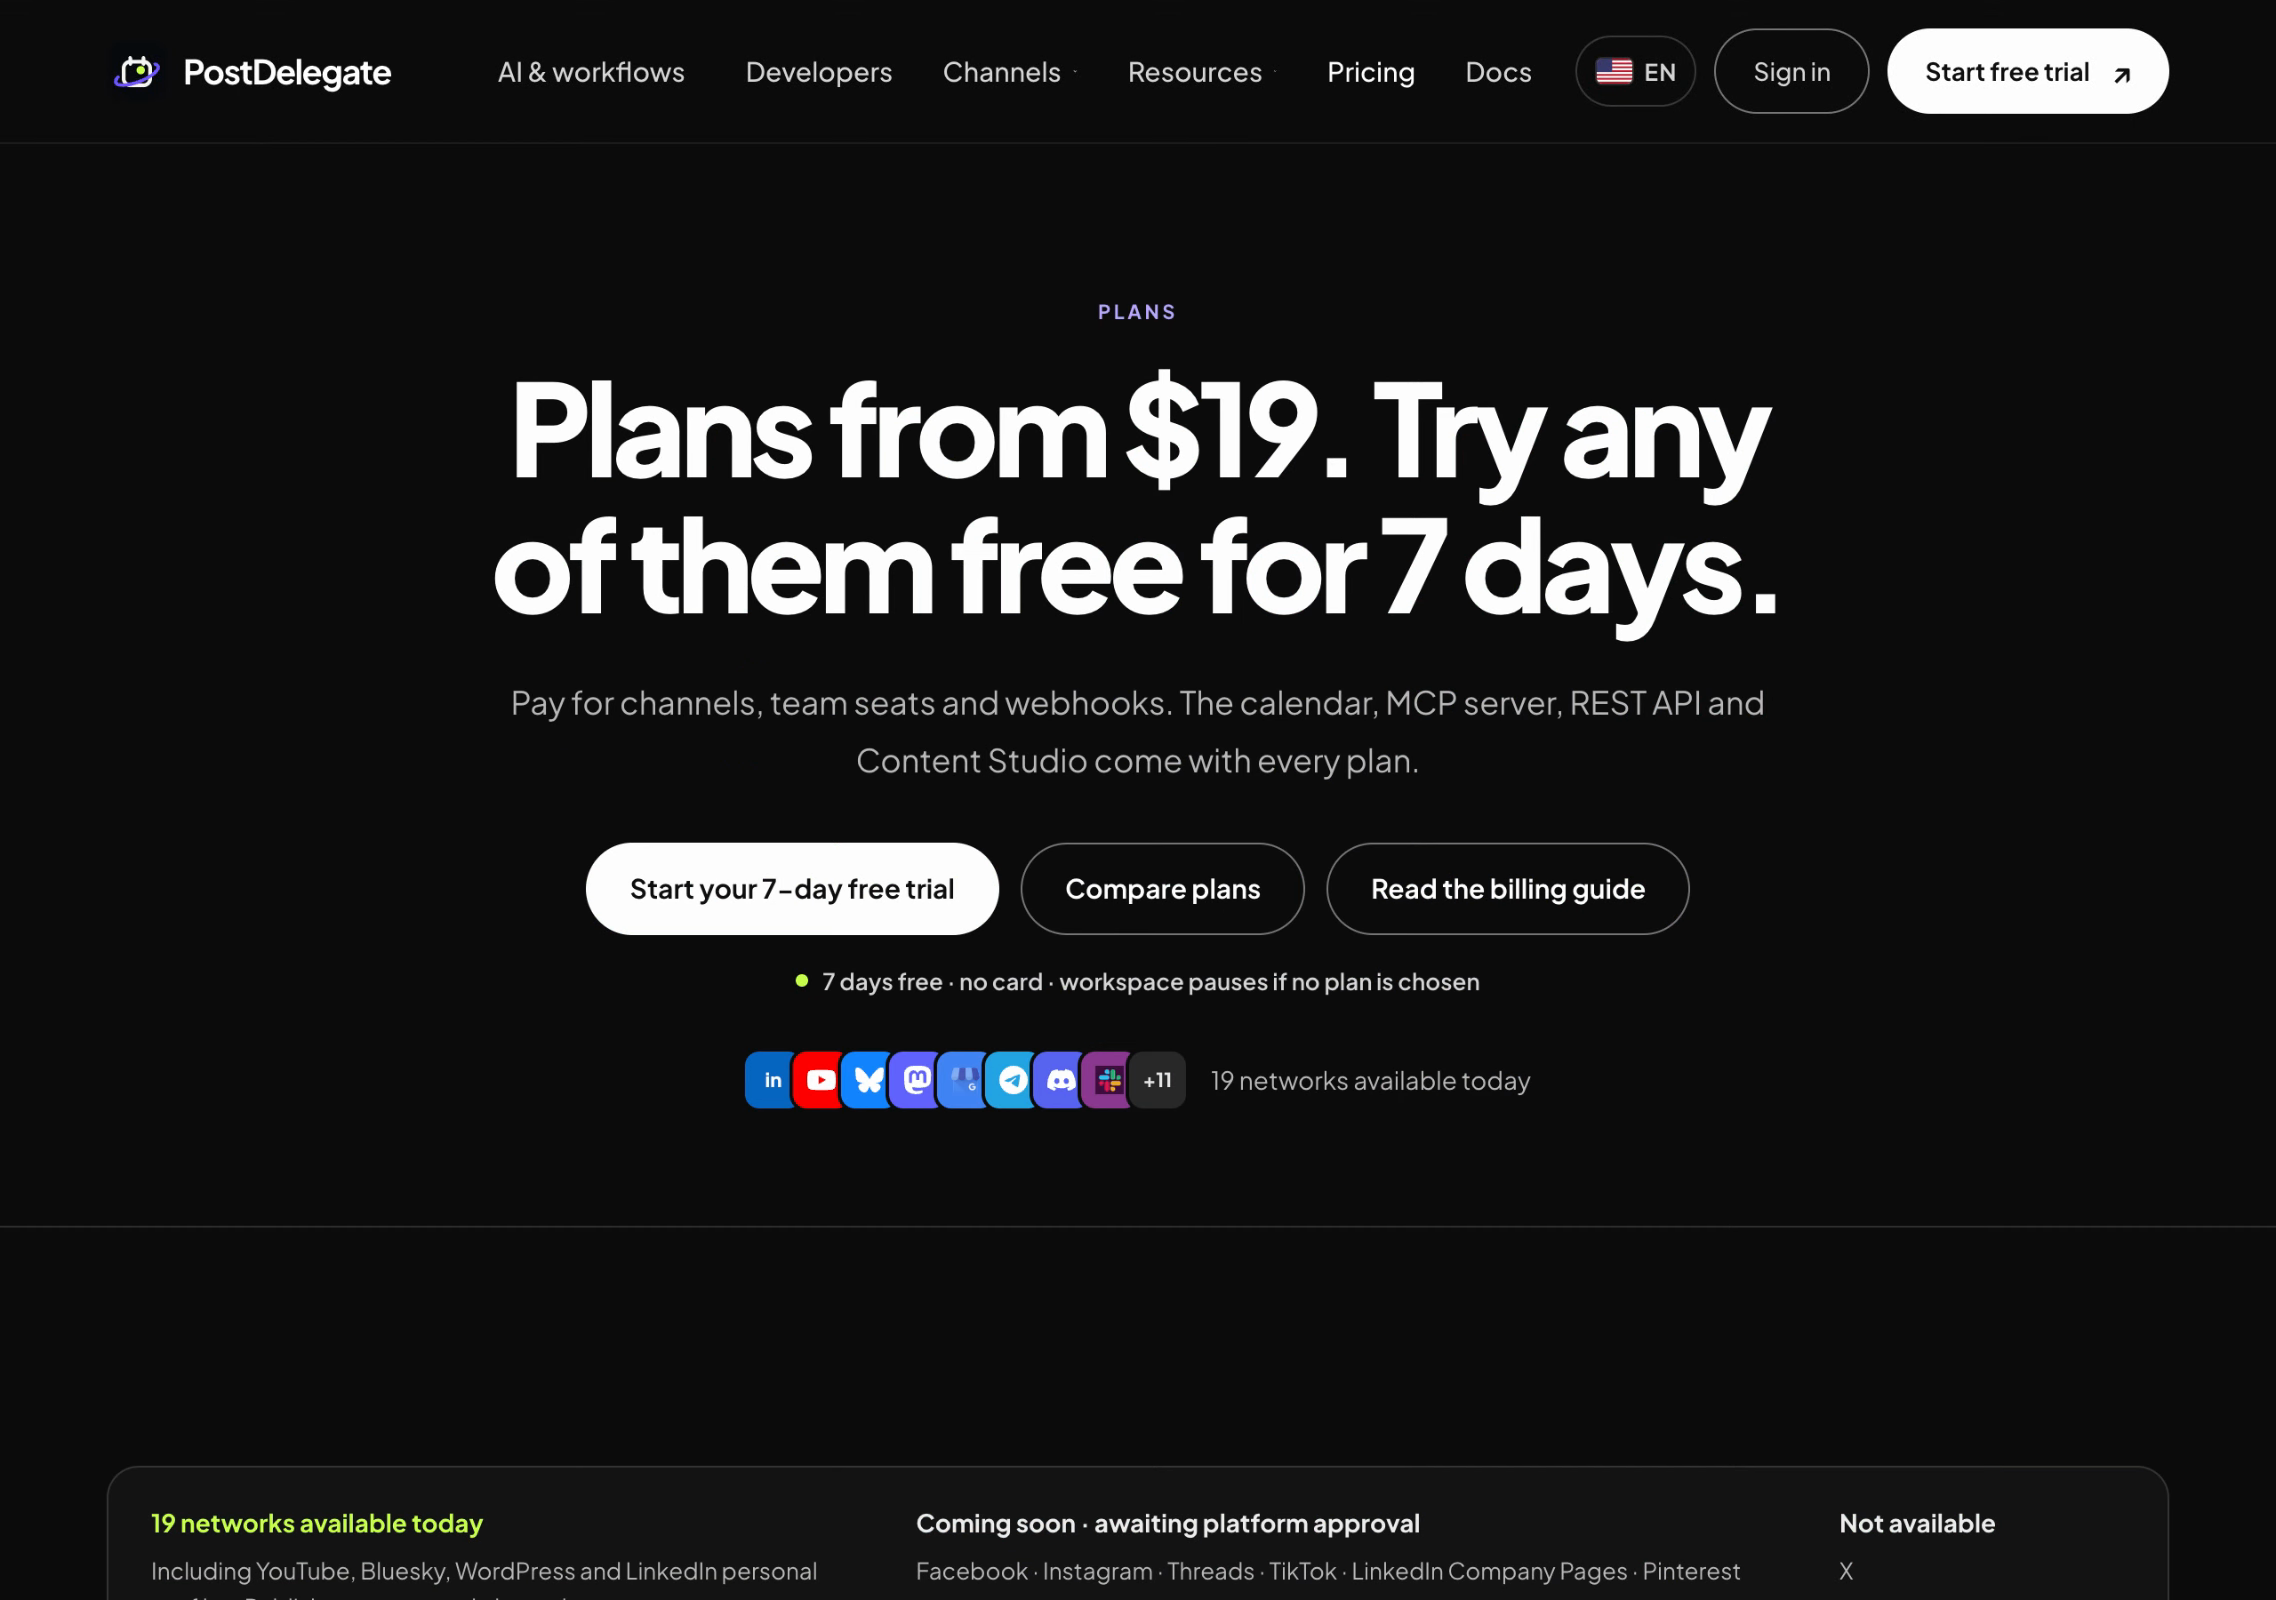 PostDelegate
AI & workflows
Developers
Channels
Resources
Pricing
Docs
EN
Sign in
Start free trial
PLANS
Plans from $19. Try any
of them free for 7 days.
Pay for channels, team seats and webhooks. The calendar, MCP server, REST API and
Content Studio come with every plan.
Start your 7-day free trial
Compare plans
Read the billing guide
7 days free · no card · workspace pauses if no plan is chosen
in
G
+11
19 networks available today
19 networks available today
Including YouTube, Bluesky, WordPress and LinkedIn personal
Coming soon · awaiting platform approval
Facebook · Instagram · Threads · TikTok · LinkedIn Company Pages · Pinterest
Not available
X